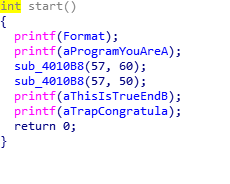 int start()
{
  printf(Format);
  printf(aProgramYouAreA);
  sub_4010B8(57, 60);
  sub_4010B8(57, 50);
  printf(aThisIsTrueEndB);
  printf(aTrapCongratula);
  return 0;
}